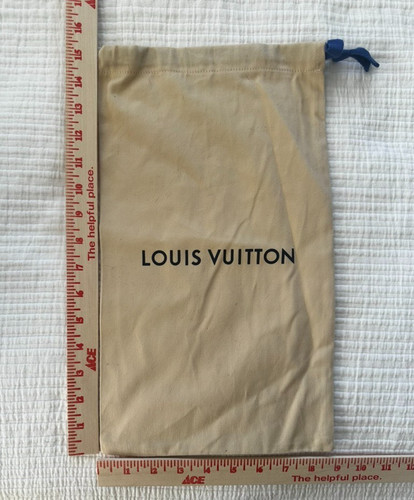 LOUIS VUITTON
The helpful place.
ACE
ACE
The helpful place.